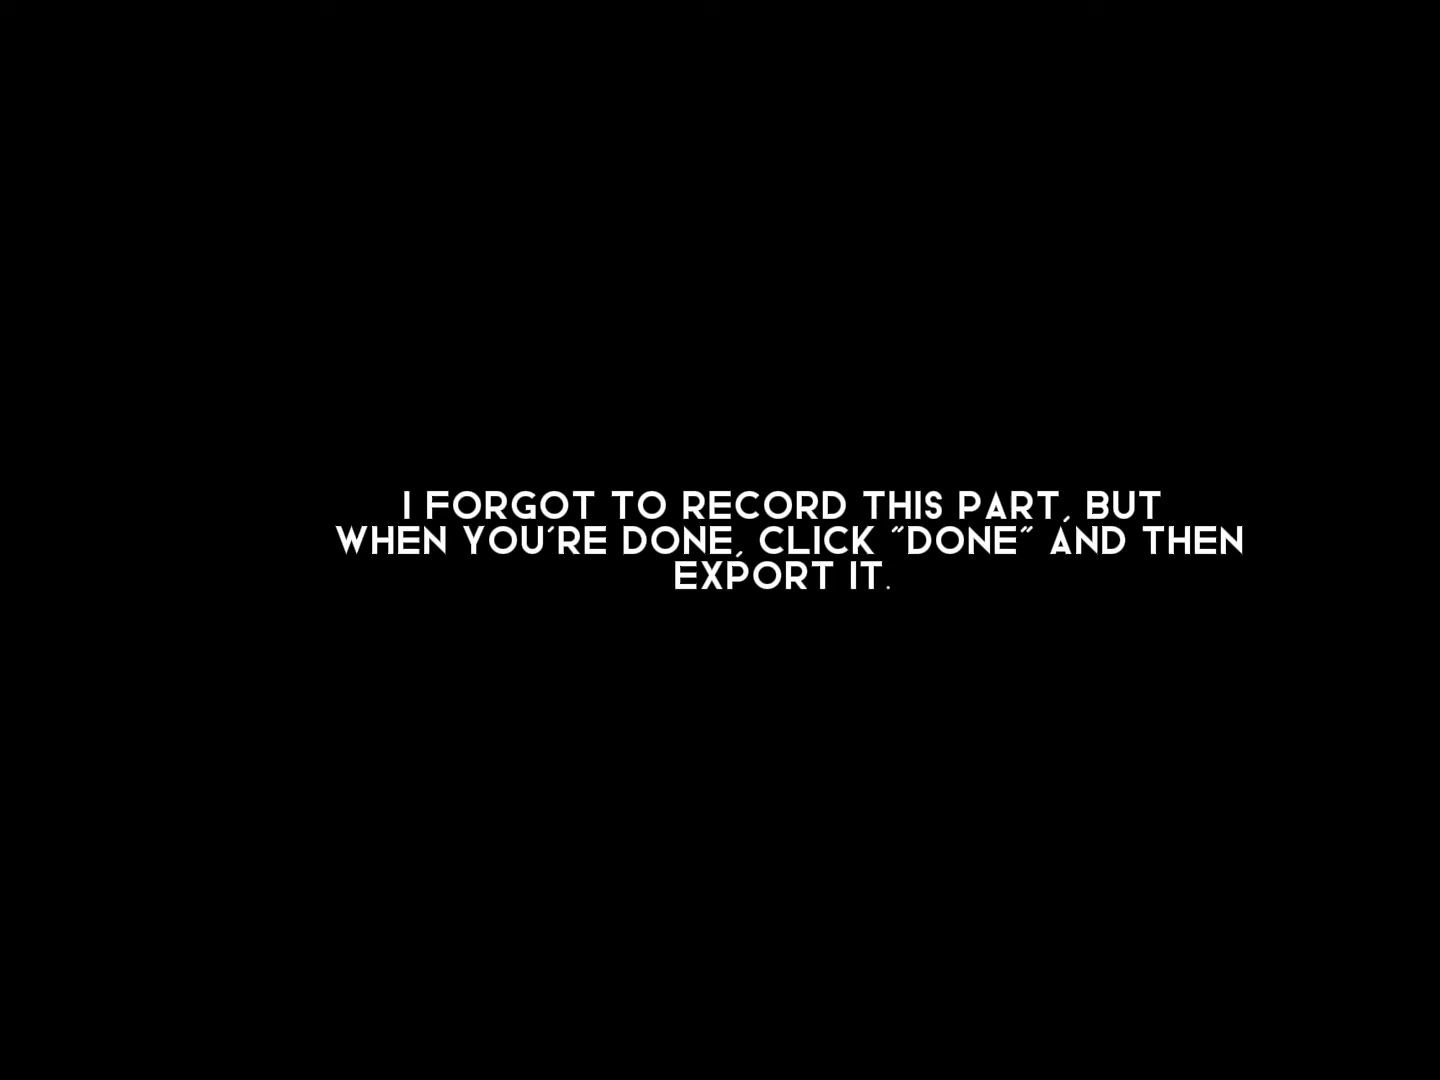 I FORGOT TO RECORD THIS PART, BUT
WHEN YOU'RE DONE, CLICK "DONE" AND THEN
EXPORT IT.